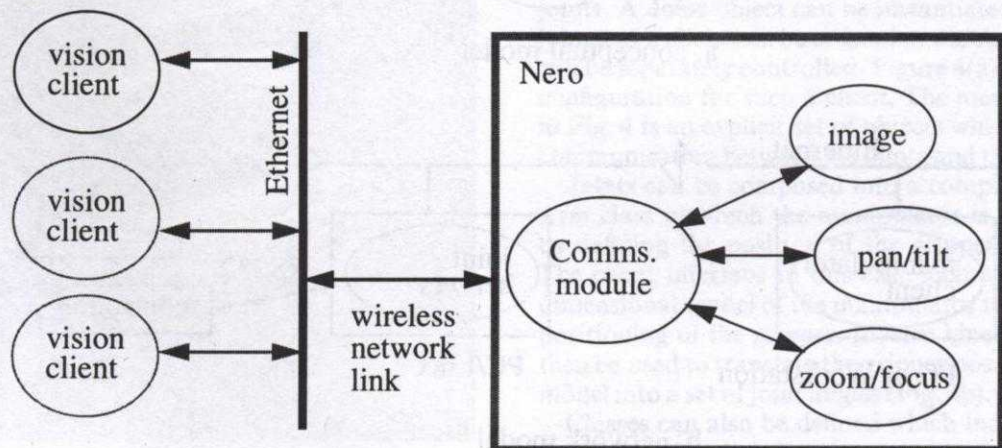 vision
client
vision
client
vision
client
Ethernet
wireless
network
link
Nero
Comms.
module
image
pan/tilt
zoom/focus